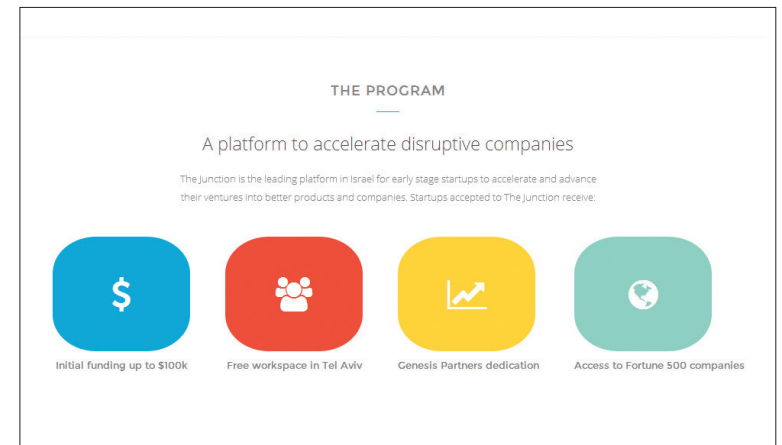 THE PROGRAM
A platform to accelerate disruptive companies
The Junction is the leading platform in Israel for early stage startups to accelerate and advance
their ventures into better products and companies. Startups accepted to The Junction receive:
$
Initial funding up to $100k
Free workspace in Tel Aviv
Genesis Partners dedication
Access to Fortune 500 companies